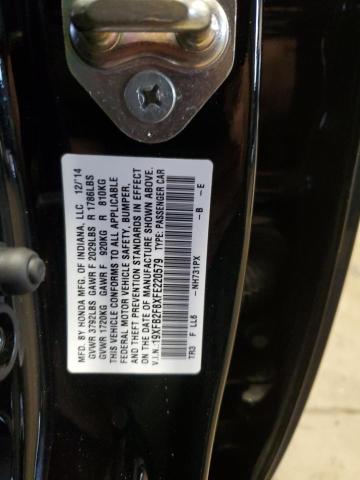 MFD. BY HONDA MFG. OF INDIANA, LLC 12/14
GVWR 3792LBS GAWR F 2029LBS R 1786LBS
GVWR 1720KG GAWR F 920KG R 810KG
THIS VEHICLE CONFORMS TO ALL APPLICABLE
FEDERAL MOTOR VEHICLE SAFETY, BUMPER,
AND THEFT PREVENTION STANDARDS IN EFFECT
ON THE DATE OF MANUFACTURE SHOWN ABOVE.
V.I.N.:19XFB2F8XFE220579 TYPE: PASSENGER CAR
TR3 F LL5 -NH731PX -B - E